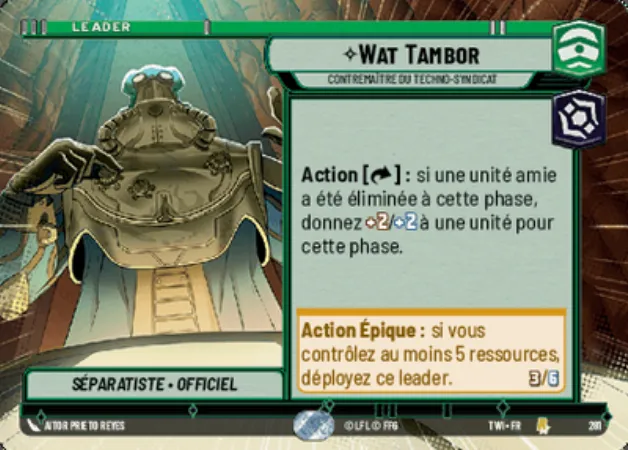 LEADER
WAT TAMBOR
CONTREMAÎTRE DU TECHNO-SYNDICAT
Action [ ] : si une unité amie
a été éliminée à cette phase,
donnez +2/+2 à une unité pour
cette phase.
Action Épique : si vous
contrôlez au moins 5 ressources,
déployez ce leader. 3/6
SÉPARATISTE • OFFICIEL
AITOR PRIETO REYES
© LFL © FFG
TWI • FR
281